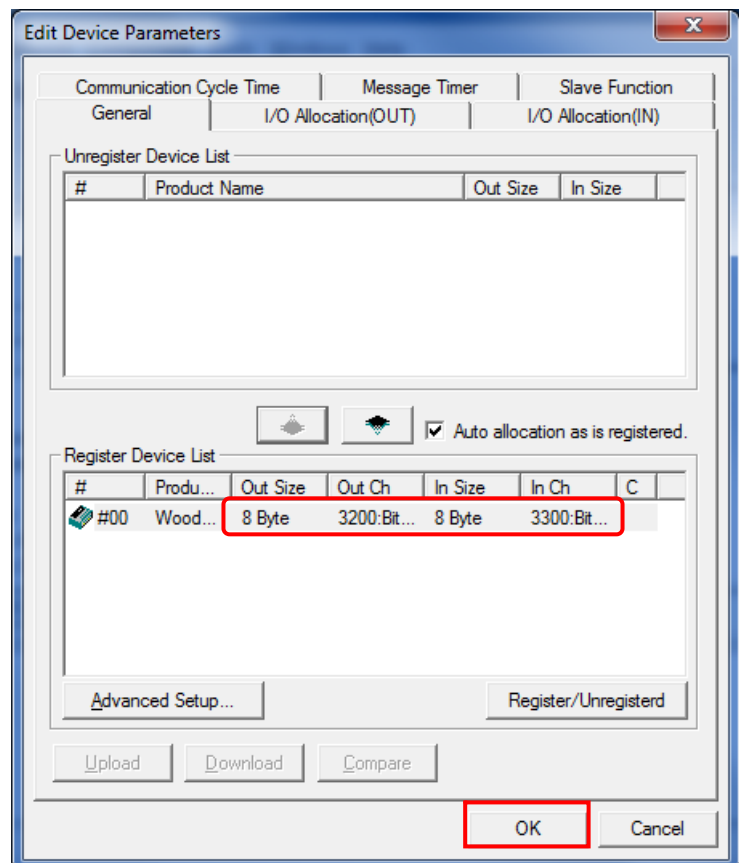 Edit Device Parameters
Communication Cycle Time Message Timer Slave Function
General I/O Allocation(OUT) I/O Allocation(IN)
Unregister Device List
# Product Name Out Size In Size
Auto allocation as is registered.
Register Device List
# Produ... Out Size Out Ch In Size In Ch C
#00 Wood... 8 Byte 3200:Bit... 8 Byte 3300:Bit...
Advanced Setup... Register/Unregisterd
Upload Download Compare
OK Cancel